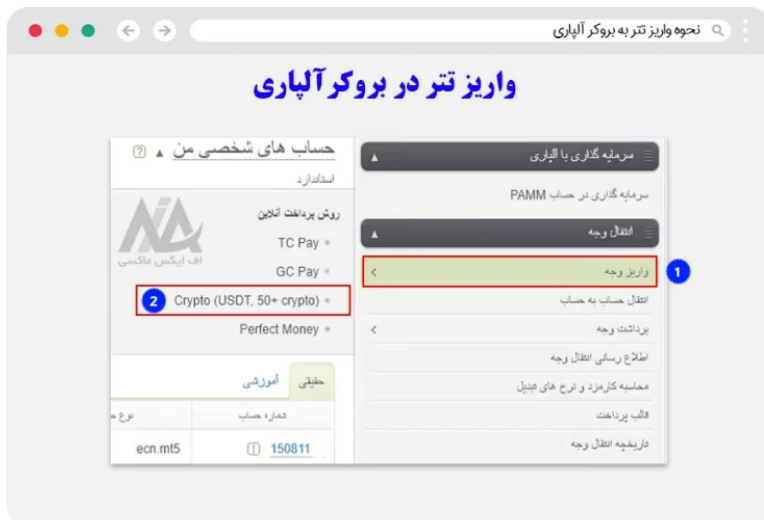 نحوه واریز تتر به بروکر آلپاری
واریز تتر در بروکر آلپاری
سرمایه گذاری با آلپاری
سرمایه گذاری در حساب PAMM
انتقال وجه
واریز وجه
1
انتقال حساب به حساب
برداشت وجه
اطلاع رسانی انتقال وجه
محاسبه کارمزد و نرخ های تبدیل
قالب پرداخت
تاریخچه انتقال وجه
حساب های شخصی من
استاندارد
روش پرداخت آنلاین
TC Pay
GC Pay
Crypto (USDT, 50+ crypto)
2
Perfect Money
اف ایکس ماکسی
حقیقی
آموزشی
شماره حساب
نوع ح
150811
ecn.mt5